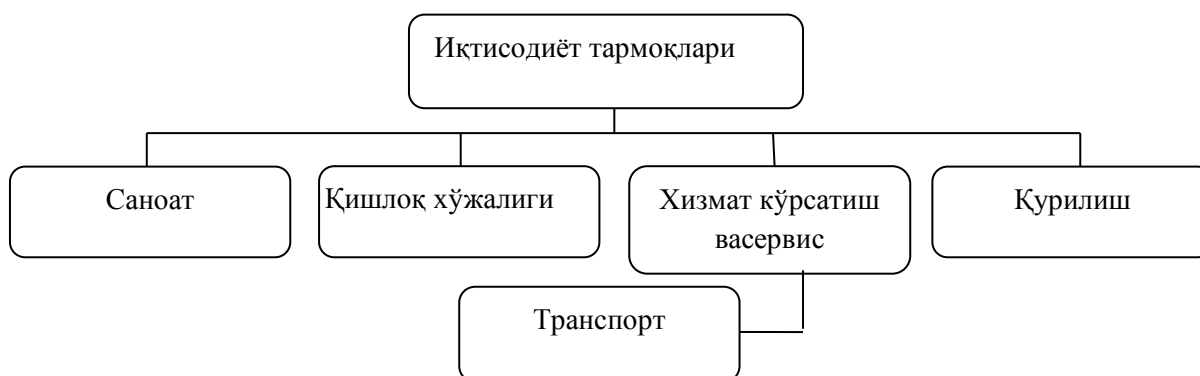 Иқтисодиёт тармоқлари
Саноат
Қишлоқ хўжалиги
Хизмат кўрсатиш
васервис
Қурилиш
Транспорт